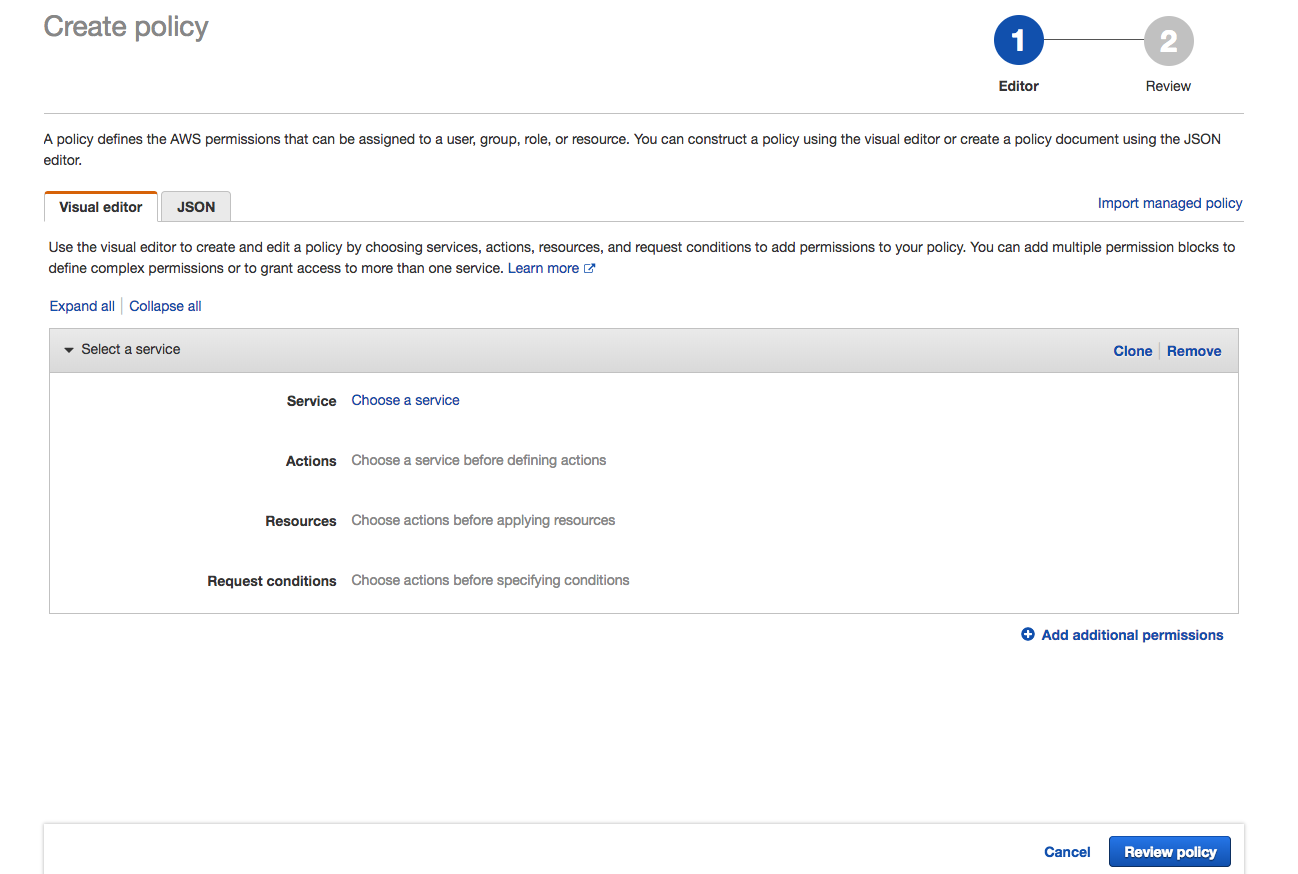 Create policy
1
2
Editor
Review
A policy defines the AWS permissions that can be assigned to a user, group, role, or resource. You can construct a policy using the visual editor or create a policy document using the JSON
editor.
Visual editor
JSON
Import managed policy
Use the visual editor to create and edit a policy by choosing services, actions, resources, and request conditions to add permissions to your policy. You can add multiple permission blocks to
define complex permissions or to grant access to more than one service. Learn more
Expand all
Collapse all
Select a service
Clone
Remove
Service Choose a service
Actions Choose a service before defining actions
Resources Choose actions before applying resources
Request conditions Choose actions before specifying conditions
Add additional permissions
Cancel
Review policy